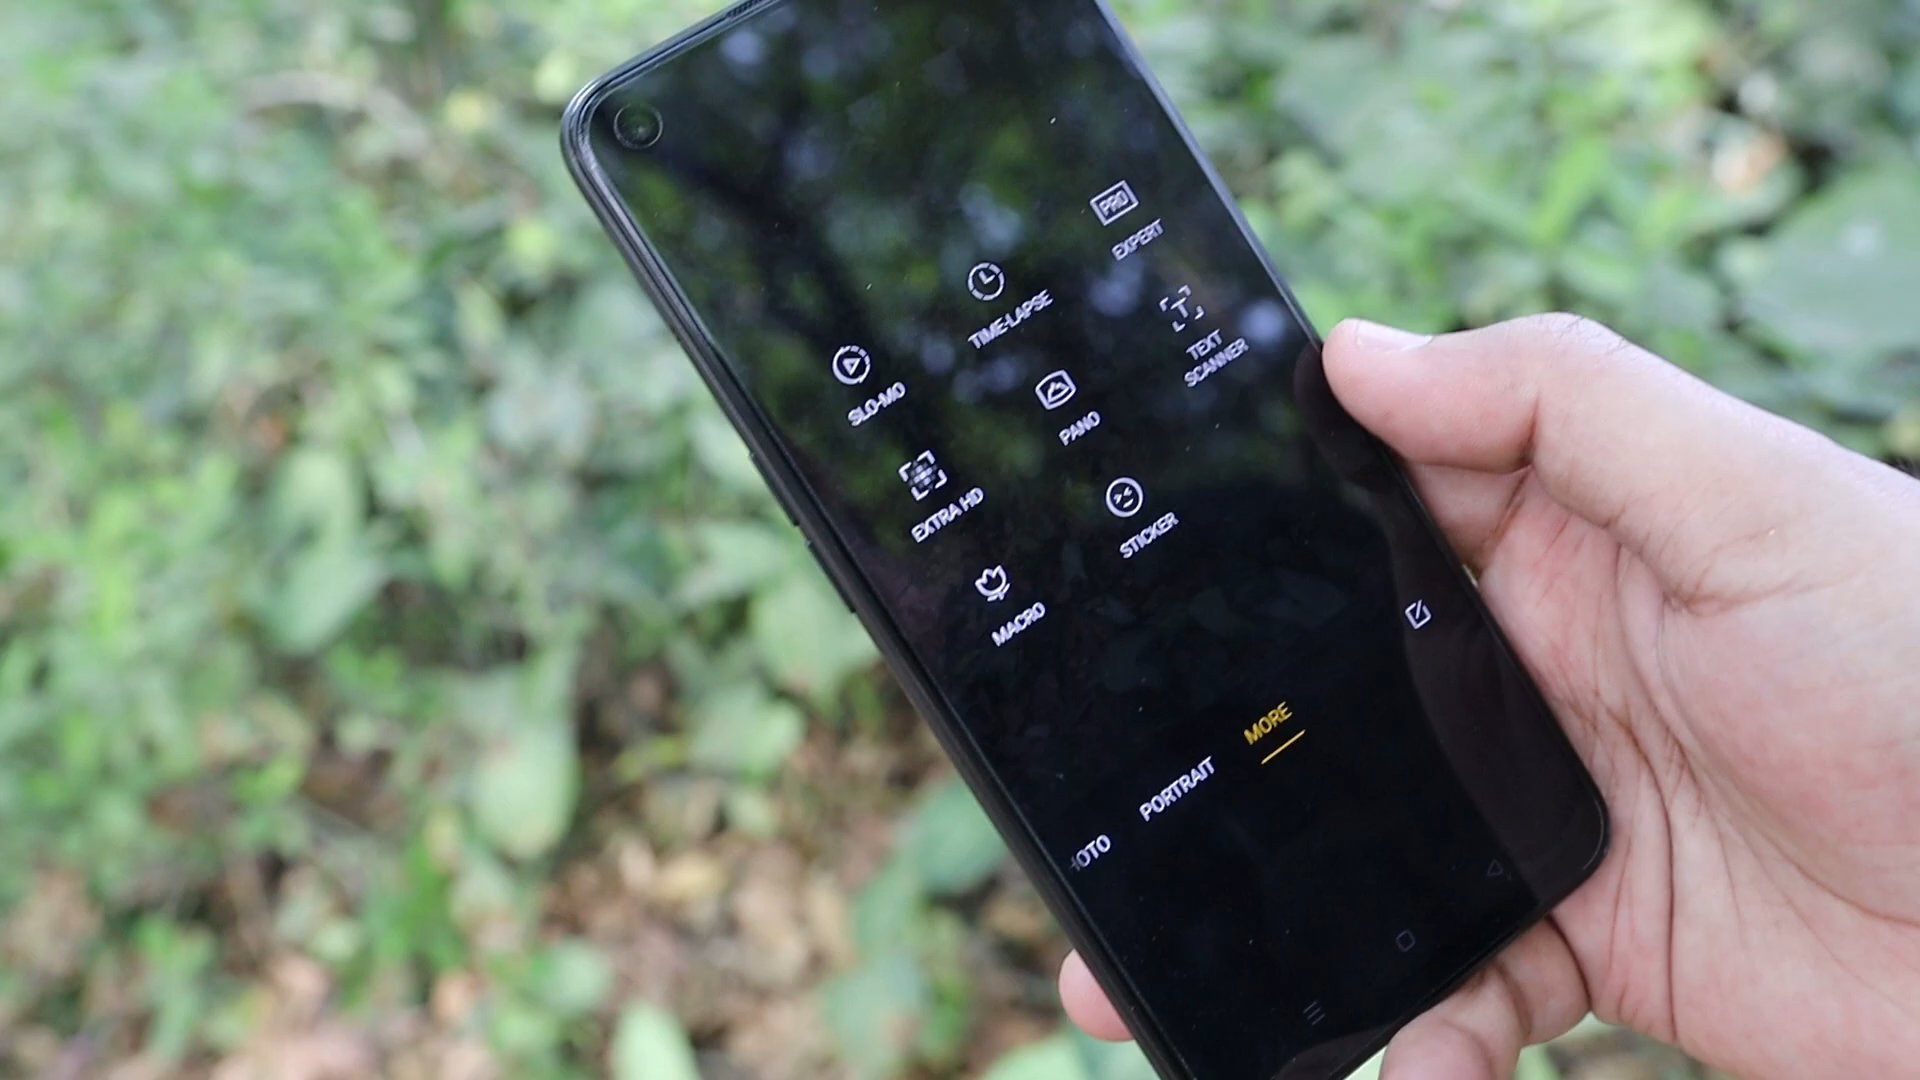 SLO-MO
TIME-LAPSE
PRO
EXPERT
EXTRA HD
PANO
T
TEXT
SCANNER
MACRO
STICKER
HOTO
PORTRAIT
MORE